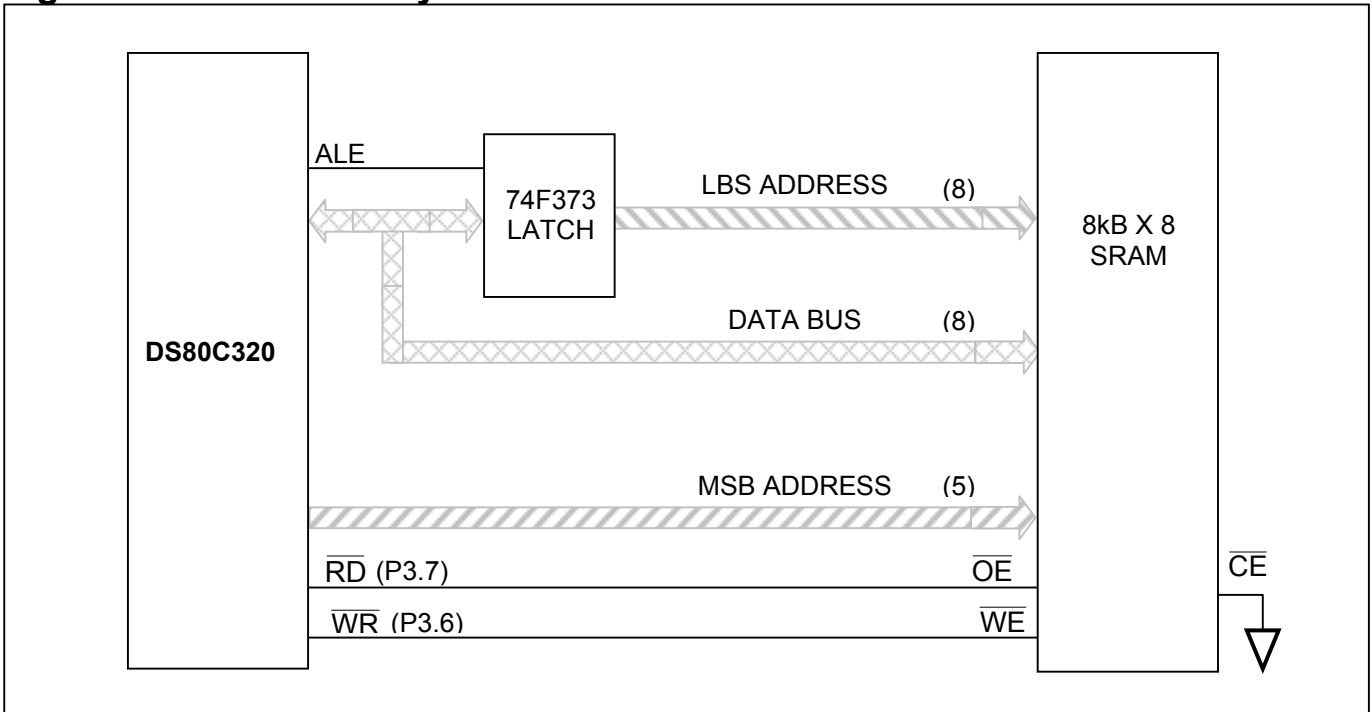 ALE
74F373
LATCH
LBS ADDRESS (8)
8kB X 8
SRAM
DATA BUS (8)
DS80C320
MSB ADDRESS (5)
RD (P3.7)
OE
CE
WR (P3.6)
WE